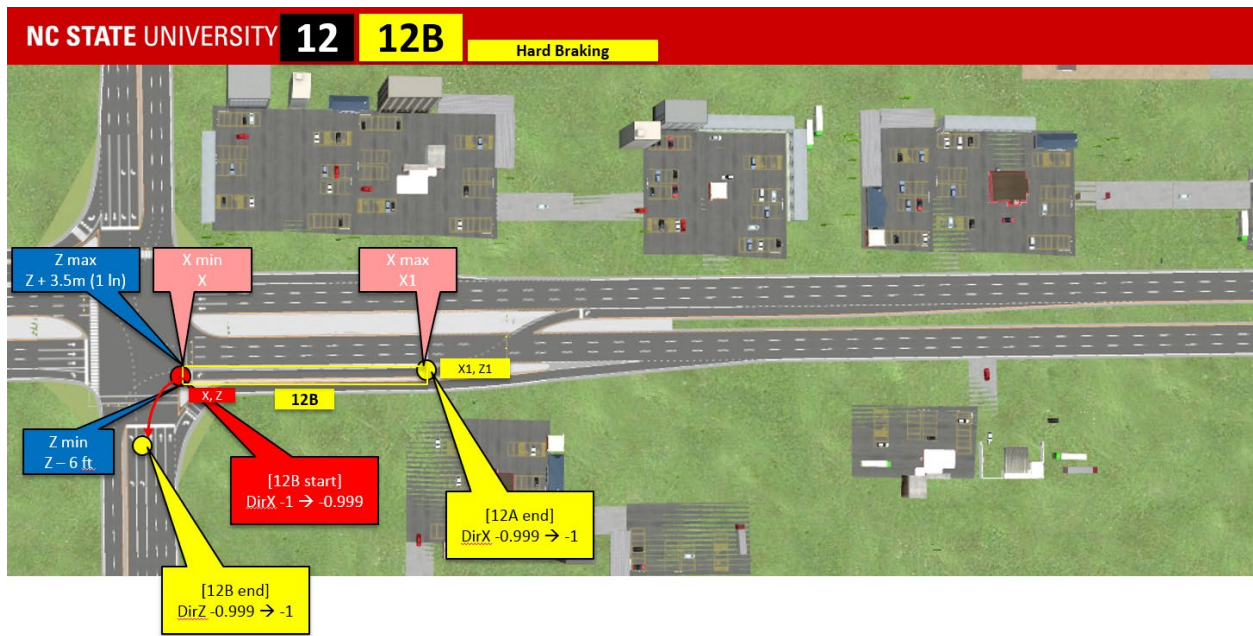 NC STATE UNIVERSITY
12
12B
Hard Braking
Z max
Z + 3.5m (1 ln)
X min
X
X max
X1
X1, Z1
X, Z
12B
Z min
Z – 6 ft.
[12B start]
DirX -1 → -0.999
[12A end]
DirX -0.999 → -1
[12B end]
DirZ -0.999 → -1